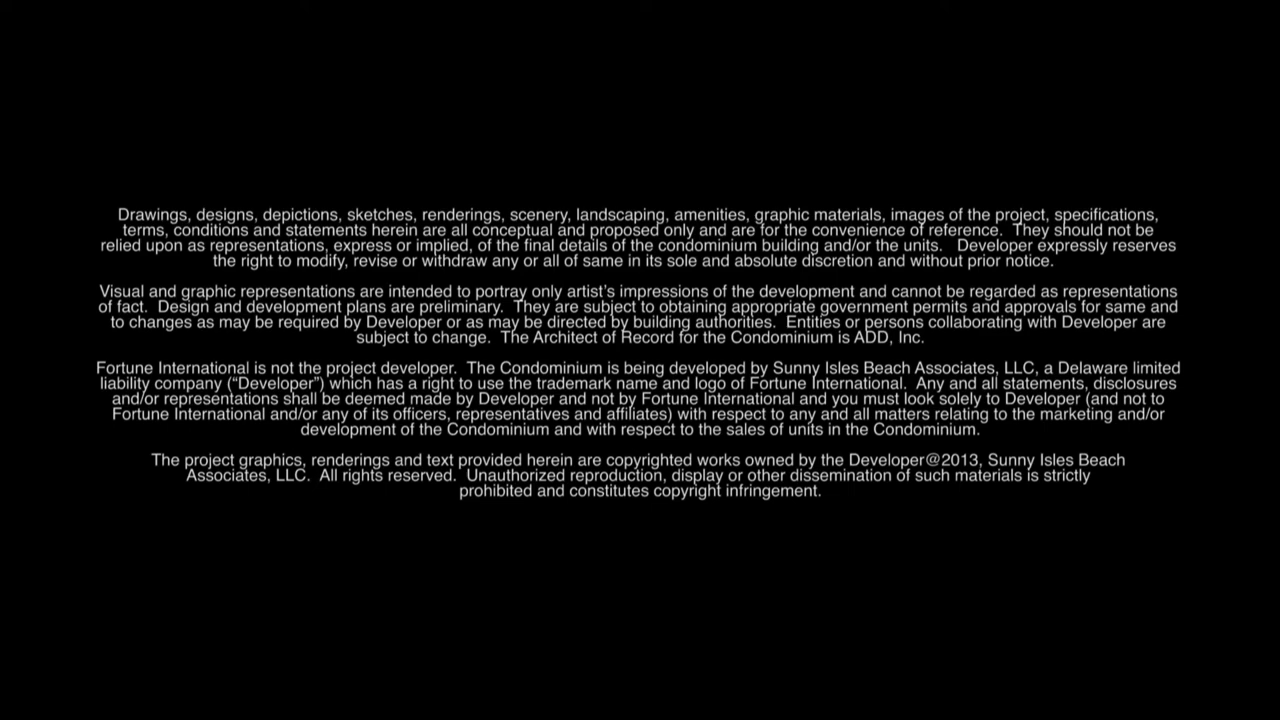 Drawings, designs, depictions, sketches, renderings, scenery, landscaping, amenities, graphic materials, images of the project, specifications,
terms, conditions and statements herein are all conceptual and proposed only and are for the convenience of reference.  They should not be
relied upon as representations, express or implied, of the final details of the condominium building and/or the units.   Developer expressly reserves
the right to modify, revise or withdraw any or all of same in its sole and absolute discretion and without prior notice.
Visual and graphic representations are intended to portray only artist's impressions of the development and cannot be regarded as representations
of fact.  Design and development plans are preliminary.  They are subject to obtaining appropriate government permits and approvals for same and
to changes as may be required by Developer or as may be directed by building authorities.  Entities or persons collaborating with Developer are
subject to change.  The Architect of Record for the Condominium is ADD, Inc.
Fortune International is not the project developer.  The Condominium is being developed by Sunny Isles Beach Associates, LLC, a Delaware limited
liability company (“Developer”) which has a right to use the trademark name and logo of Fortune International.  Any and all statements, disclosures
and/or representations shall be deemed made by Developer and not by Fortune International and you must look solely to Developer (and not to
Fortune International and/or any of its officers, representatives and affiliates) with respect to any and all matters relating to the marketing and/or
development of the Condominium and with respect to the sales of units in the Condominium.
The project graphics, renderings and text provided herein are copyrighted works owned by the Developer@2013, Sunny Isles Beach
Associates, LLC.  All rights reserved.  Unauthorized reproduction, display or other dissemination of such materials is strictly
prohibited and constitutes copyright infringement.